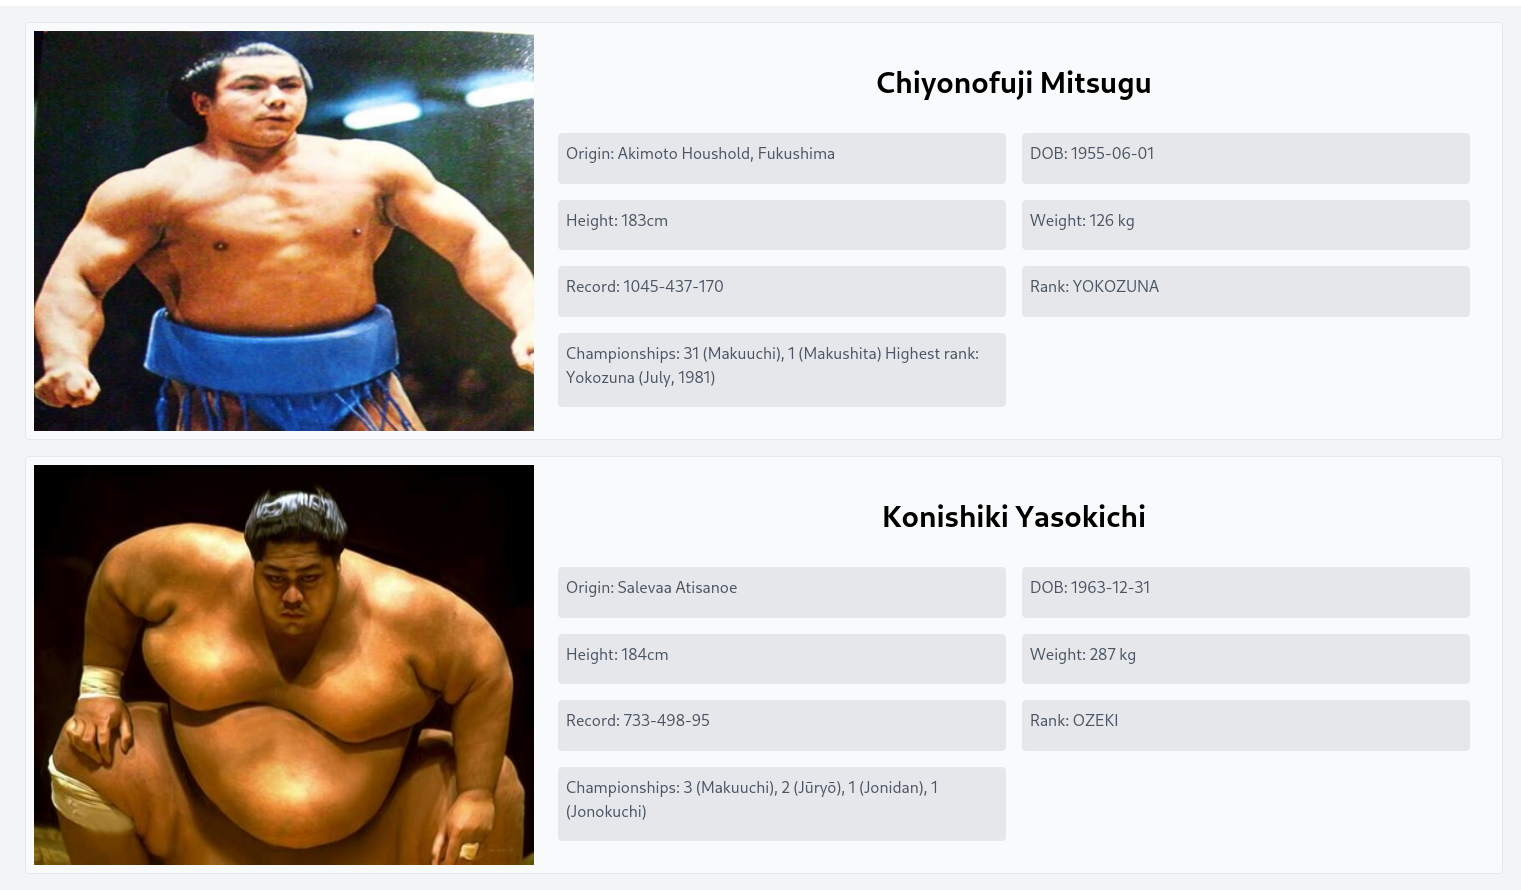 Chiyonofuji Mitsugu
Origin: Akimoto Houshold, Fukushima
DOB: 1955-06-01
Height: 183cm
Weight: 126 kg
Record: 1045-437-170
Rank: YOKOZUNA
Championships: 31 (Makuuchi), 1 (Makushita) Highest rank:
Yokozuna (July, 1981)
Konishiki Yasokichi
Origin: Salevaa Atisanoe
DOB: 1963-12-31
Height: 184cm
Weight: 287 kg
Record: 733-498-95
Rank: OZEKI
Championships: 3 (Makuuchi), 2 (Jūryō), 1 (Jonidan), 1
(Jonokuchi)